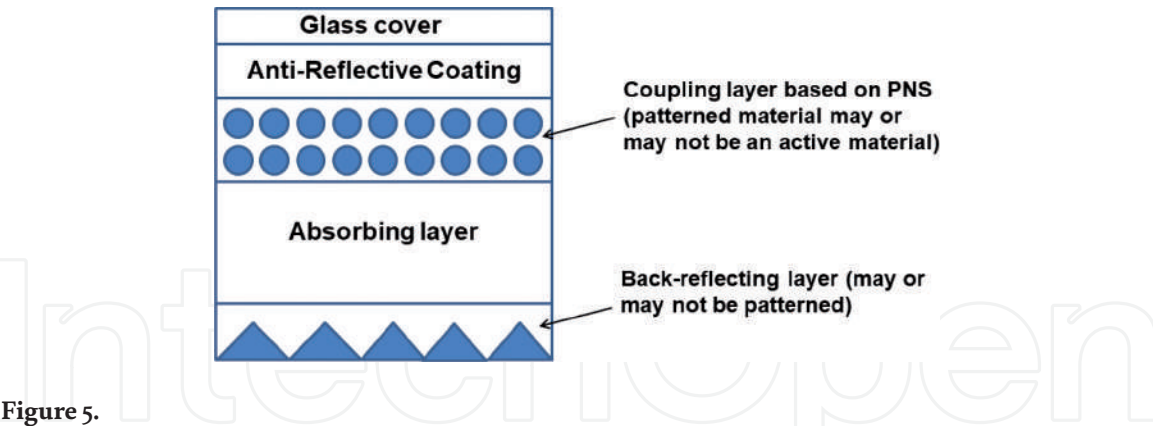 Glass cover
Anti-Reflective Coating
Coupling layer based on PNS
(patterned material may or
may not be an active material)
Absorbing layer
Back-reflecting layer (may or
may not be patterned)
IntechOpen
Figure 5.